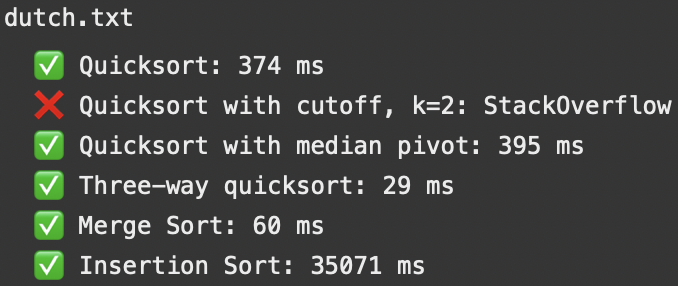 dutch.txt
✅ Quicksort: 374 ms
❌ Quicksort with cutoff, k=2: StackOverflow
✅ Quicksort with median pivot: 395 ms
✅ Three-way quicksort: 29 ms
✅ Merge Sort: 60 ms
✅ Insertion Sort: 35071 ms